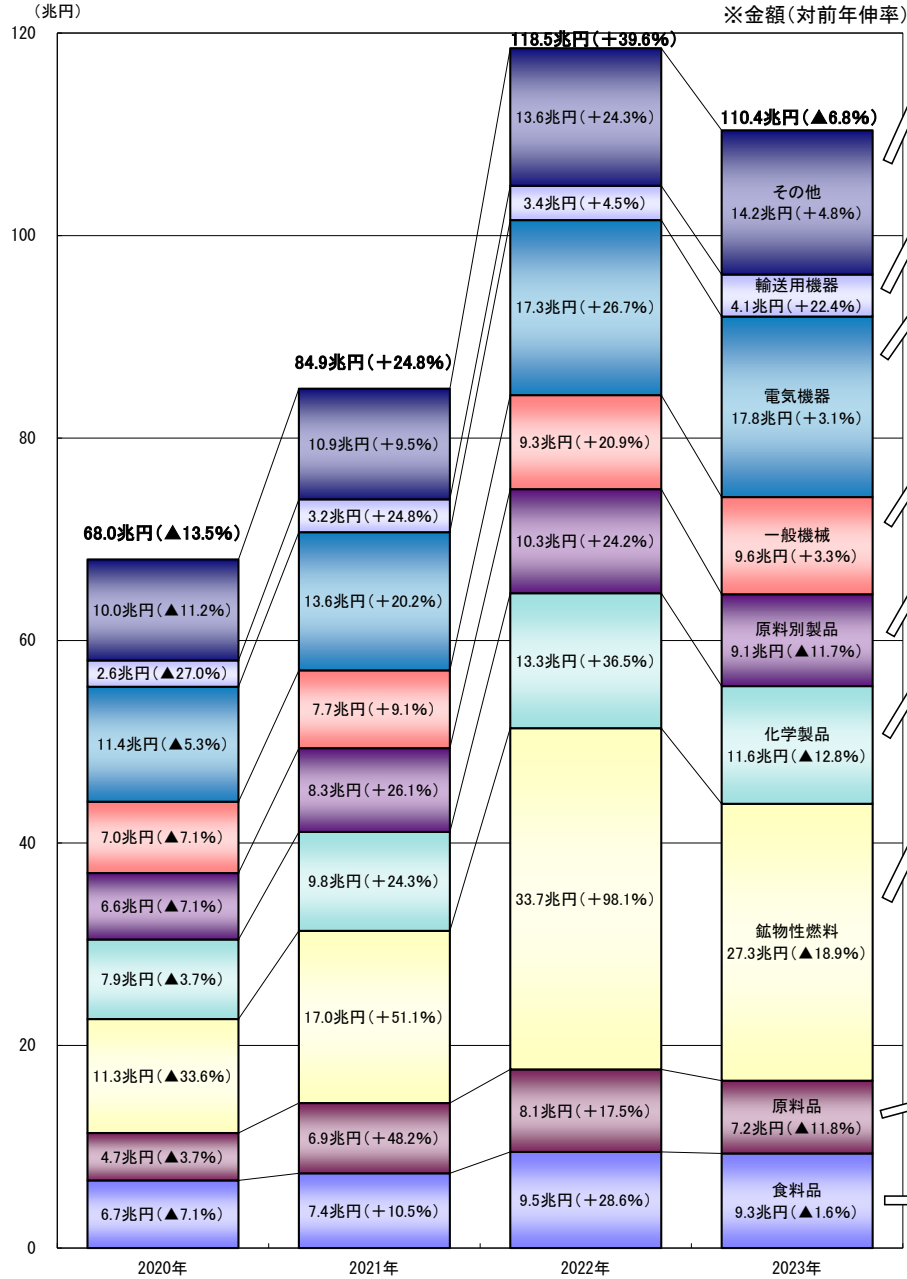 (兆円)
※金額(対前年伸率)
120
100
80
60
40
20
0
68.0兆円(▲13.5%)
10.0兆円(▲11.2%)
2.6兆円(▲27.0%)
11.4兆円(▲5.3%)
7.0兆円(▲7.1%)
6.6兆円(▲7.1%)
7.9兆円(▲3.7%)
11.3兆円(▲33.6%)
4.7兆円(▲3.7%)
6.7兆円(▲7.1%)
84.9兆円(+24.8%)
10.9兆円(+9.5%)
3.2兆円(+24.8%)
13.6兆円(+20.2%)
7.7兆円(+9.1%)
8.3兆円(+26.1%)
9.8兆円(+24.3%)
17.0兆円(+51.1%)
6.9兆円(+48.2%)
7.4兆円(+10.5%)
118.5兆円(+39.6%)
13.6兆円(+24.3%)
3.4兆円(+4.5%)
17.3兆円(+26.7%)
9.3兆円(+20.9%)
10.3兆円(+24.2%)
13.3兆円(+36.5%)
33.7兆円(+98.1%)
8.1兆円(+17.5%)
9.5兆円(+28.6%)
110.4兆円(▲6.8%)
その他
14.2兆円(+4.8%)
輸送用機器
4.1兆円(+22.4%)
電気機器
17.8兆円(+3.1%)
一般機械
9.6兆円(+3.3%)
原料別製品
9.1兆円(▲11.7%)
化学製品
11.6兆円(▲12.8%)
鉱物性燃料
27.3兆円(▲18.9%)
原料品
7.2兆円(▲11.8%)
食料品
9.3兆円(▲1.6%)
2020年
2021年
2022年
2023年